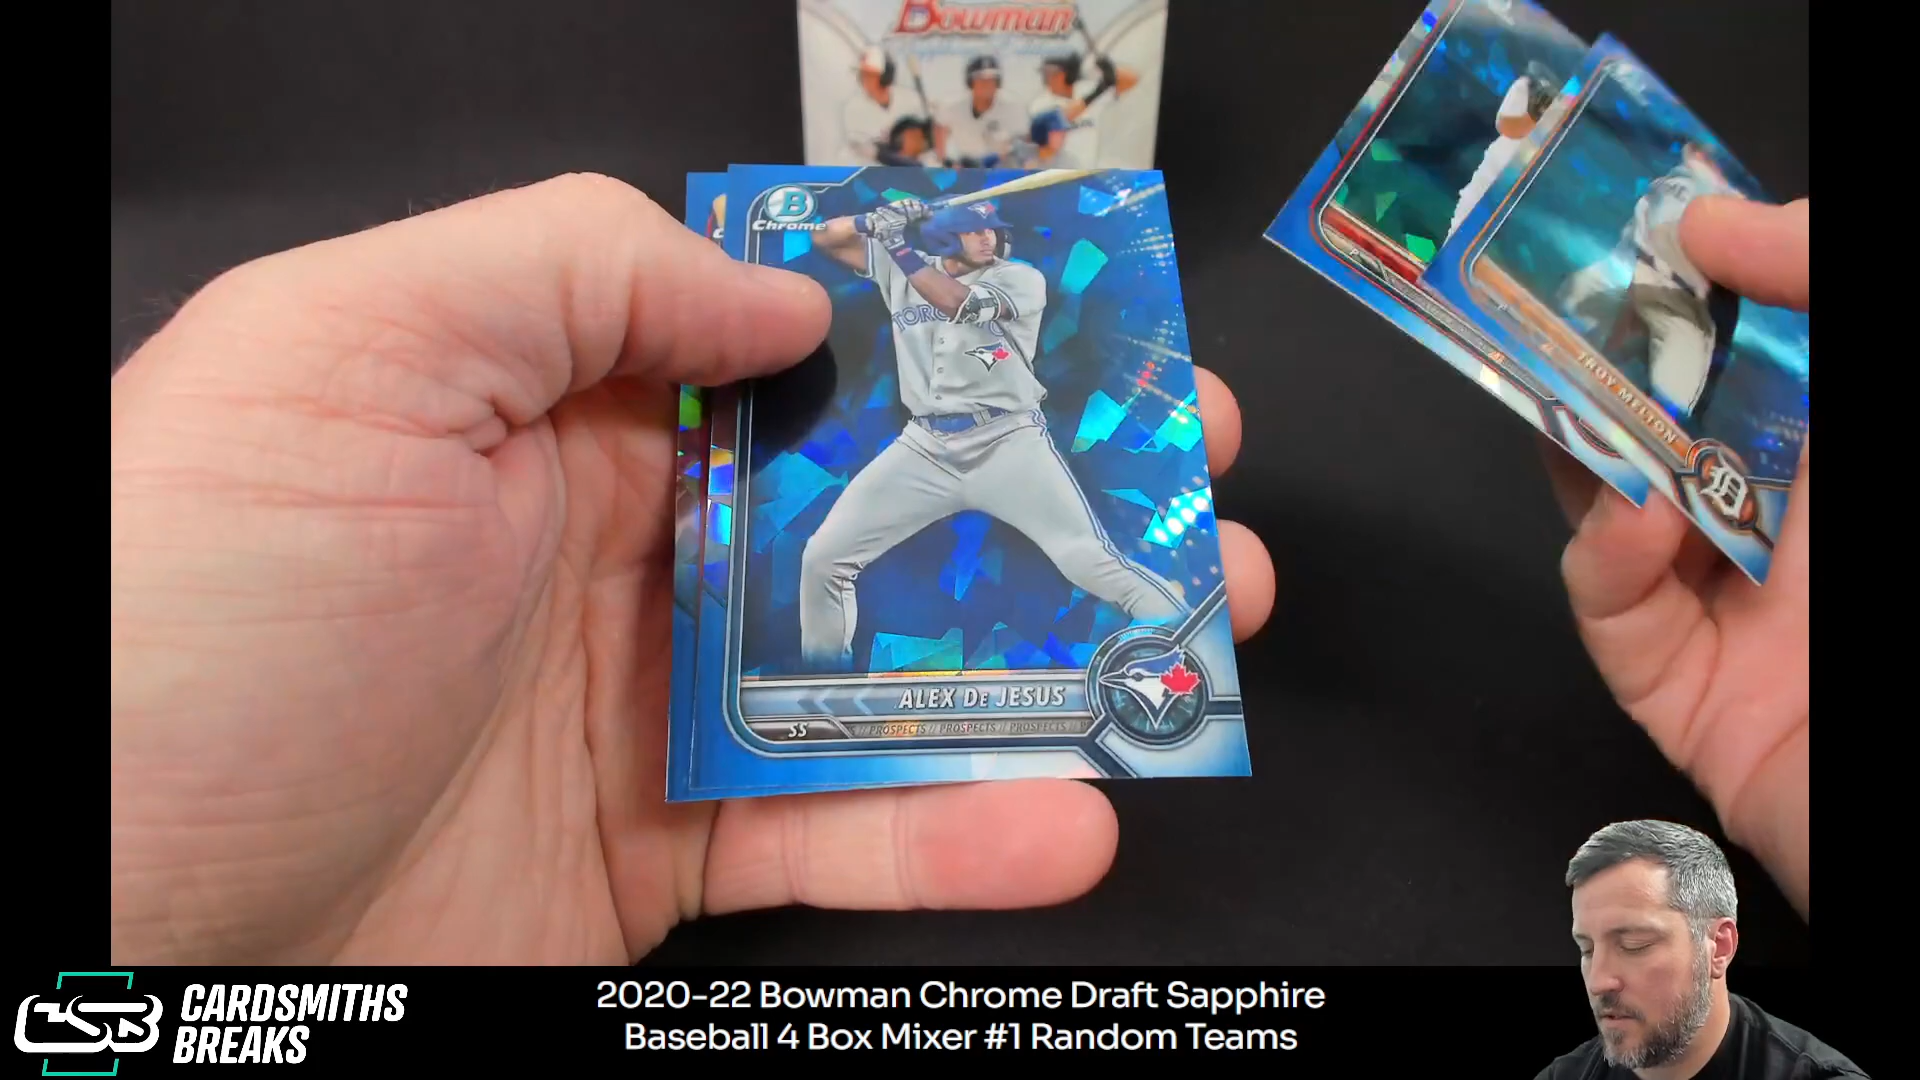 Bowman
B
Chrome
TORONTO
ALEX De JESUS
SS
// PROSPECTS // PROSPECTS // PROSPECTS // P
P
TROY MELTON
D
CSB
CARDSMITHS
BREAKS
2020-22 Bowman Chrome Draft Sapphire
Baseball 4 Box Mixer #1 Random Teams